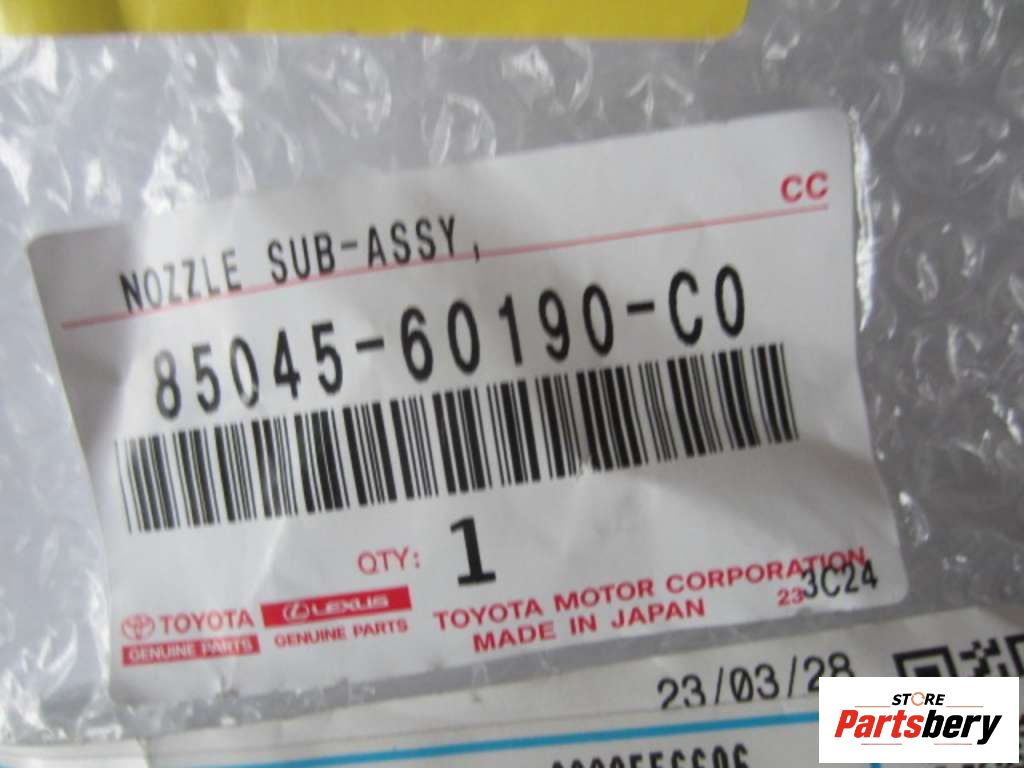 CC
NOZZLE SUB-ASSY,
85045-60190-C0
QTY: 1
TOYOTA
GENUINE PARTS
LEXUS
GENUINE PARTS
TOYOTA MOTOR CORPORATION
MADE IN JAPAN
23
3C24
23/03/28
STORE
Partsbery